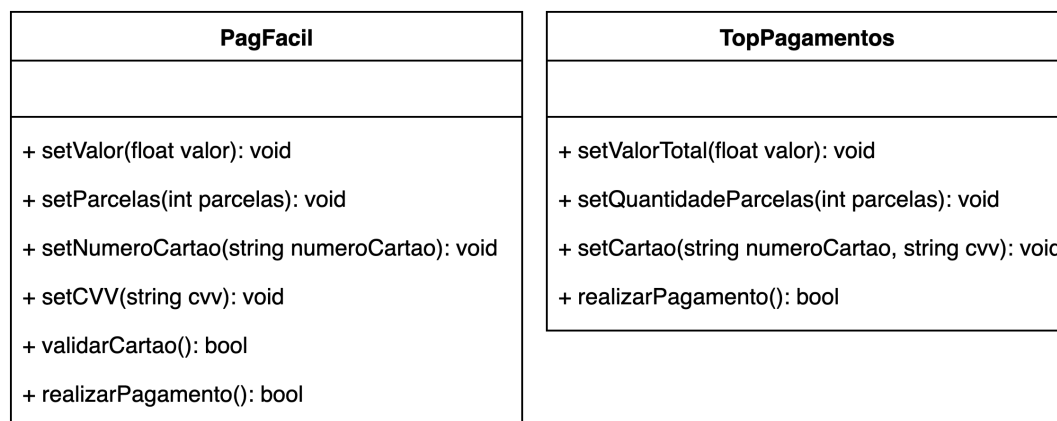 PagFacil
+ setValor(float valor): void
+ setParcelas(int parcelas): void
+ setNumeroCartao(string numeroCartao): void
+ setCVV(string cvv): void
+ validarCartao(): bool
+ realizarPagamento(): bool
TopPagamentos
+ setValorTotal(float valor): void
+ setQuantidadeParcelas(int parcelas): void
+ setCartao(string numeroCartao, string cvv): void
+ realizarPagamento(): bool